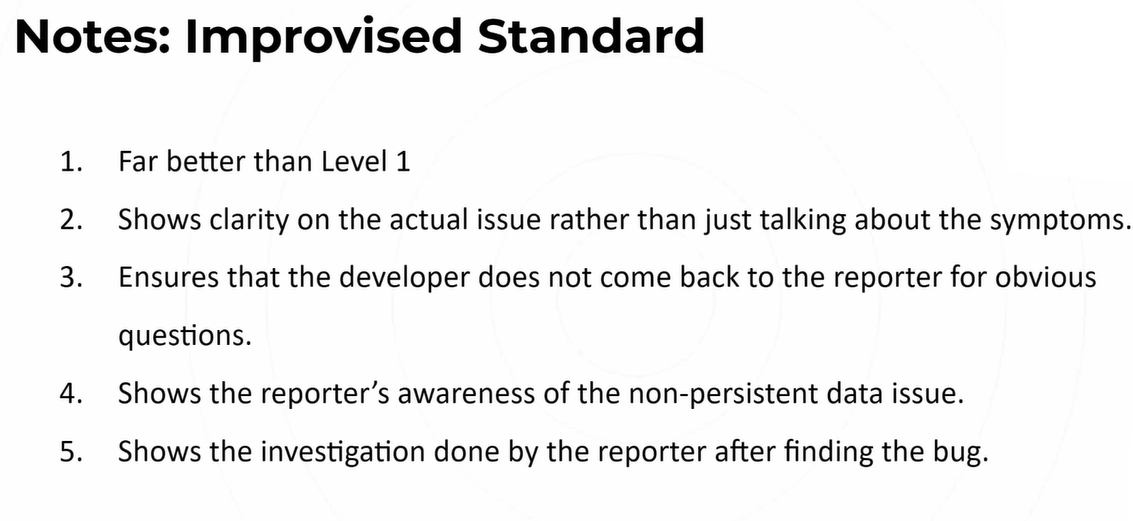 Notes: Improvised Standard
1. Far better than Level 1
2. Shows clarity on the actual issue rather than just talking about the symptoms.
3. Ensures that the developer does not come back to the reporter for obvious
questions.
4. Shows the reporter’s awareness of the non-persistent data issue.
5. Shows the investigation done by the reporter after finding the bug.